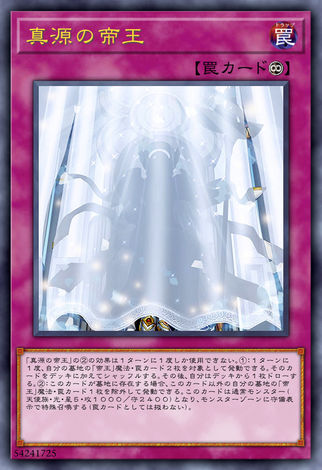 真源の帝王
トラップ
罠
【罠カード】
「真源の帝王」の②の効果は1ターンに1度しか使用できない。①:1ターンに
1度、自分の墓地の「帝王」魔法・罠カード2枚を対象として発動できる。そのカ
ードをデッキに加えてシャッフルする。その後、自分はデッキから1枚ドローす
る。②:このカードが墓地に存在する場合、このカード以外の自分の墓地の「帝
王」魔法・罠カード1枚を除外して発動できる。このカードは通常モンスター(
天使族・光・星5・攻1000/守2400)となり、モンスターゾーンに守備表
示で特殊召喚する(罠カードとしては扱わない)。
54241725